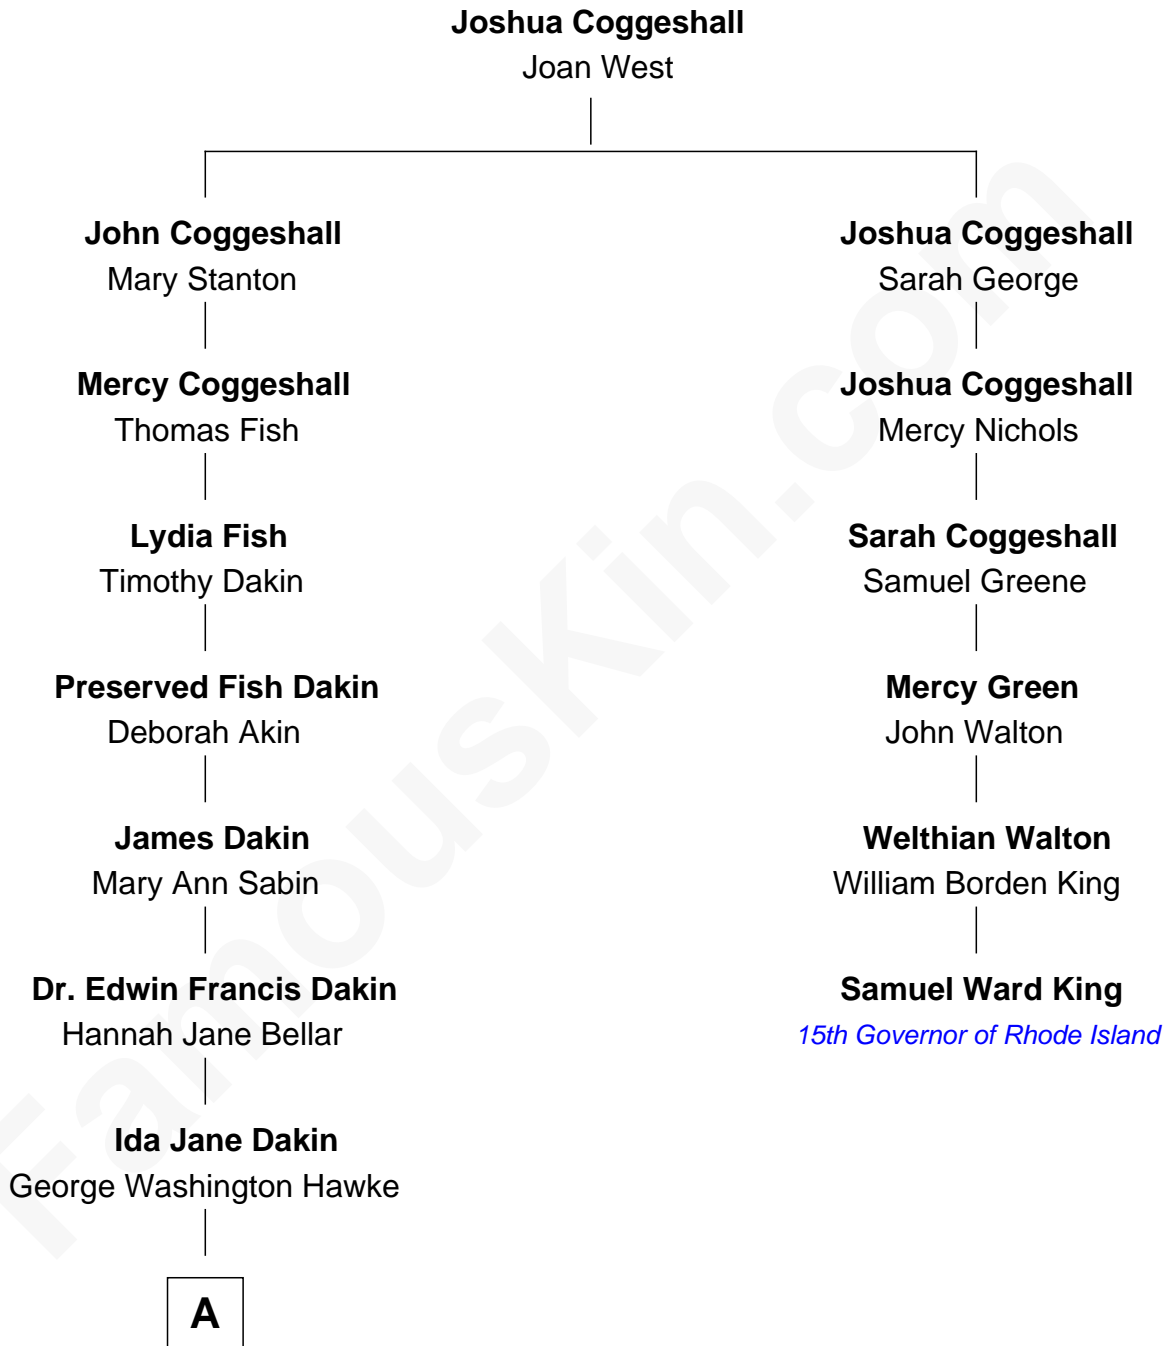 Joshua Coggeshall
Joan West
John Coggeshall
Mary Stanton
Joshua Coggeshall
Sarah George
Mercy Coggeshall
Thomas Fish
Joshua Coggeshall
Mercy Nichols
Lydia Fish
Timothy Dakin
Sarah Coggeshall
Samuel Greene
Preserved Fish Dakin
Deborah Akin
Mercy Green
John Walton
James Dakin
Mary Ann Sabin
Welthian Walton
William Borden King
Dr. Edwin Francis Dakin
Hannah Jane Bellar
Samuel Ward King
15th Governor of Rhode Island
Ida Jane Dakin
George Washington Hawke
A
FamousKin.com